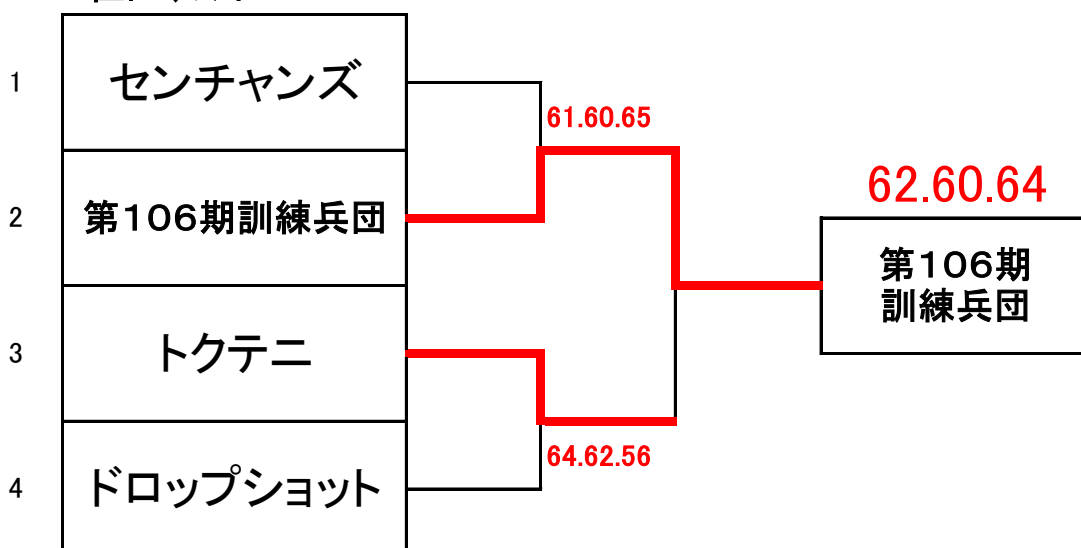 1
センチャンズ
61.60.65
2
第106期訓練兵団
62.60.64
第106期
訓練兵団
3
トクテニ
64.62.56
4
ドロップショット